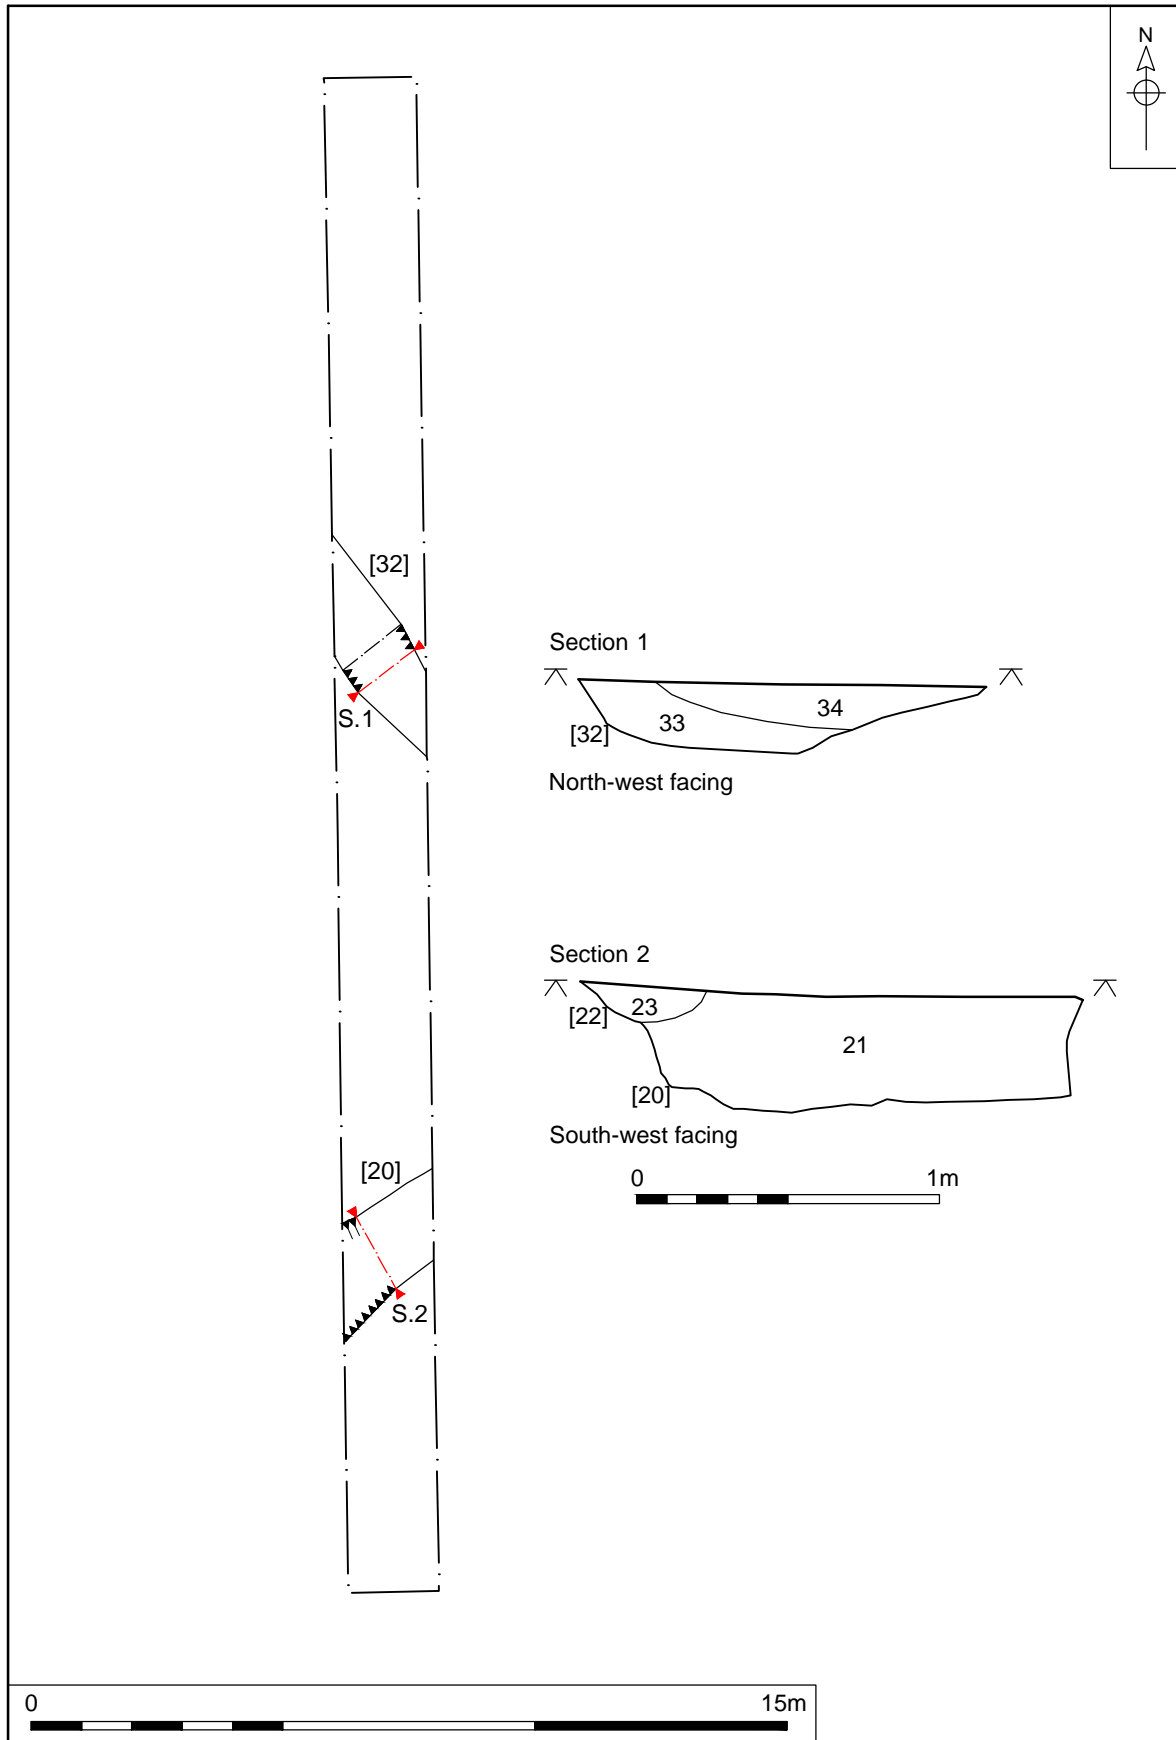 N
[32]
S.1
Section 1
34
33
[32]
North-west facing
Section 2
23
[22]
21
[20]
South-west facing
0 1m
[20]
S.2
0 15m